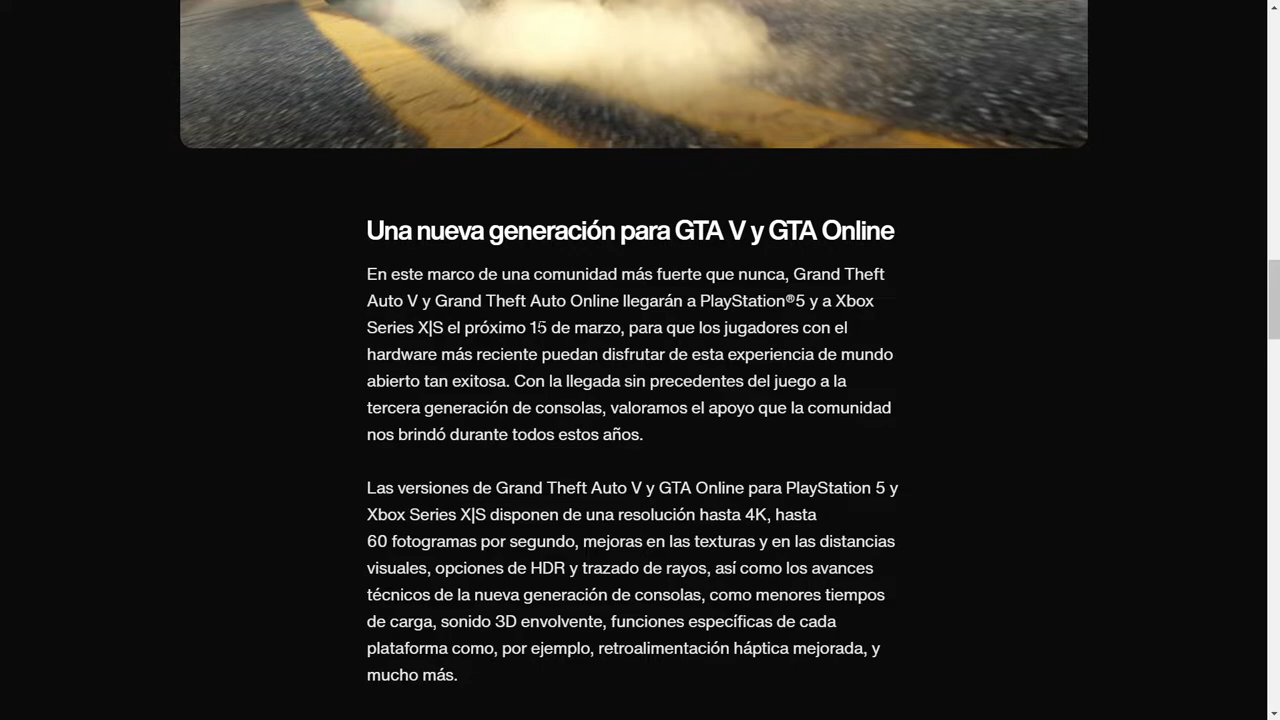 Una nueva generación para GTA V y GTA Online
En este marco de una comunidad más fuerte que nunca, Grand Theft
Auto V y Grand Theft Auto Online llegarán a PlayStation®5 y a Xbox
Series X|S el próximo 15 de marzo, para que los jugadores con el
hardware más reciente puedan disfrutar de esta experiencia de mundo
abierto tan exitosa. Con la llegada sin precedentes del juego a la
tercera generación de consolas, valoramos el apoyo que la comunidad
nos brindó durante todos estos años.
Las versiones de Grand Theft Auto V y GTA Online para PlayStation 5 y
Xbox Series X|S disponen de una resolución hasta 4K, hasta
60 fotogramas por segundo, mejoras en las texturas y en las distancias
visuales, opciones de HDR y trazado de rayos, así como los avances
técnicos de la nueva generación de consolas, como menores tiempos
de carga, sonido 3D envolvente, funciones específicas de cada
plataforma como, por ejemplo, retroalimentación háptica mejorada, y
mucho más.